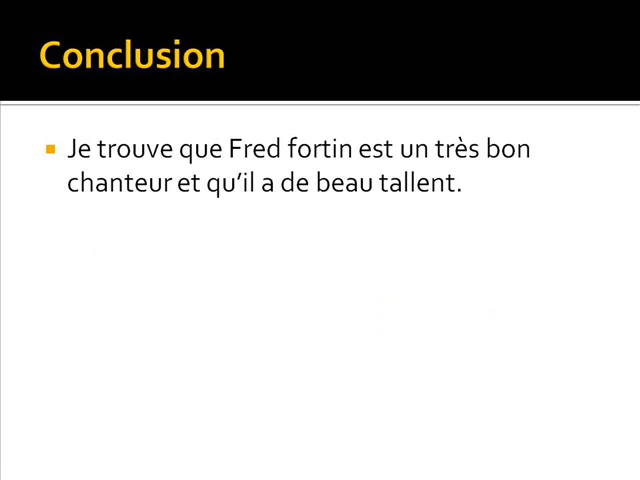 Conclusion
Je trouve que Fred fortin est un très bon
chanteur et qu’il a de beau tallent.